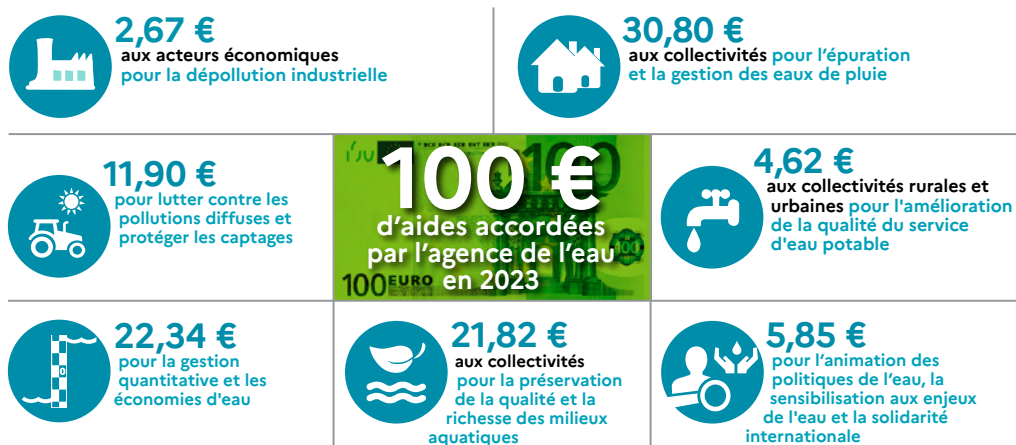 2,67 €
aux acteurs économiques
pour la dépollution industrielle
30,80 €
aux collectivités pour l'épuration
et la gestion des eaux de pluie
11,90 €
pour lutter contre les
pollutions diffuses et
protéger les captages
100 €
d'aides accordées
par l'agence de l'eau
en 2023
100 EURO
100
100
4,62 €
aux collectivités rurales et
urbaines pour l'amélioration
de la qualité du service
d'eau potable
22,34 €
pour la gestion
quantitative et les
économies d'eau
21,82 €
aux collectivités
pour la préservation
de la qualité et la
richesse des milieux
aquatiques
5,85 €
pour l'animation des
politiques de l'eau, la
sensibilisation aux enjeux
de l'eau et la solidarité
internationale